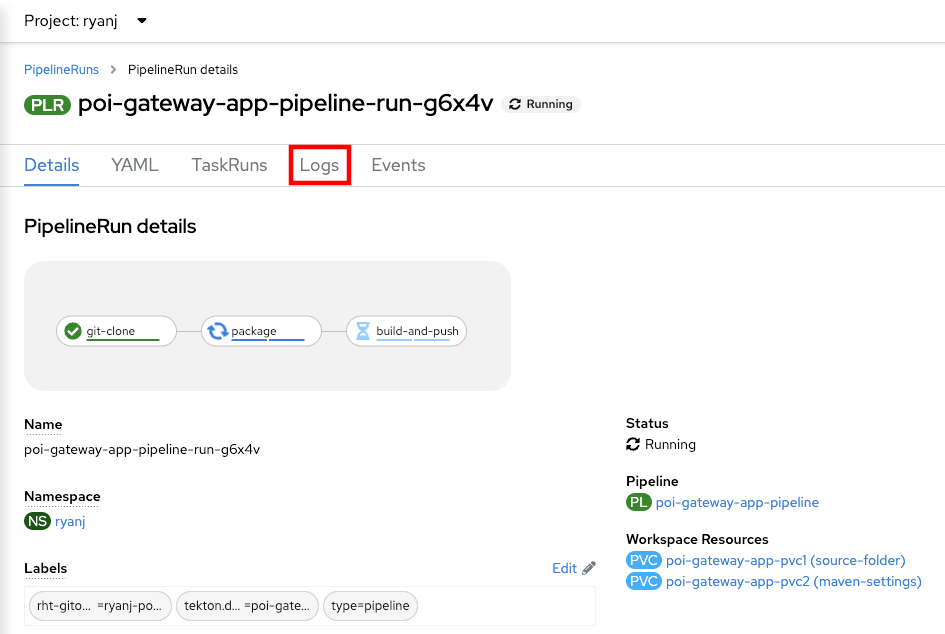 Project: ryanj
PipelineRuns > PipelineRun details
PLR poi-gateway-app-pipeline-run-g6x4v Running
Details YAML TaskRuns Logs Events
PipelineRun details
git-clone package build-and-push
Name
poi-gateway-app-pipeline-run-g6x4v
Namespace
NS ryanj
Labels Edit
rht-gito... =ryanj-po... tekton.d... =poi-gate... type=pipeline
Status
Running
Pipeline
PL poi-gateway-app-pipeline
Workspace Resources
PVC poi-gateway-app-pvc1 (source-folder)
PVC poi-gateway-app-pvc2 (maven-settings)